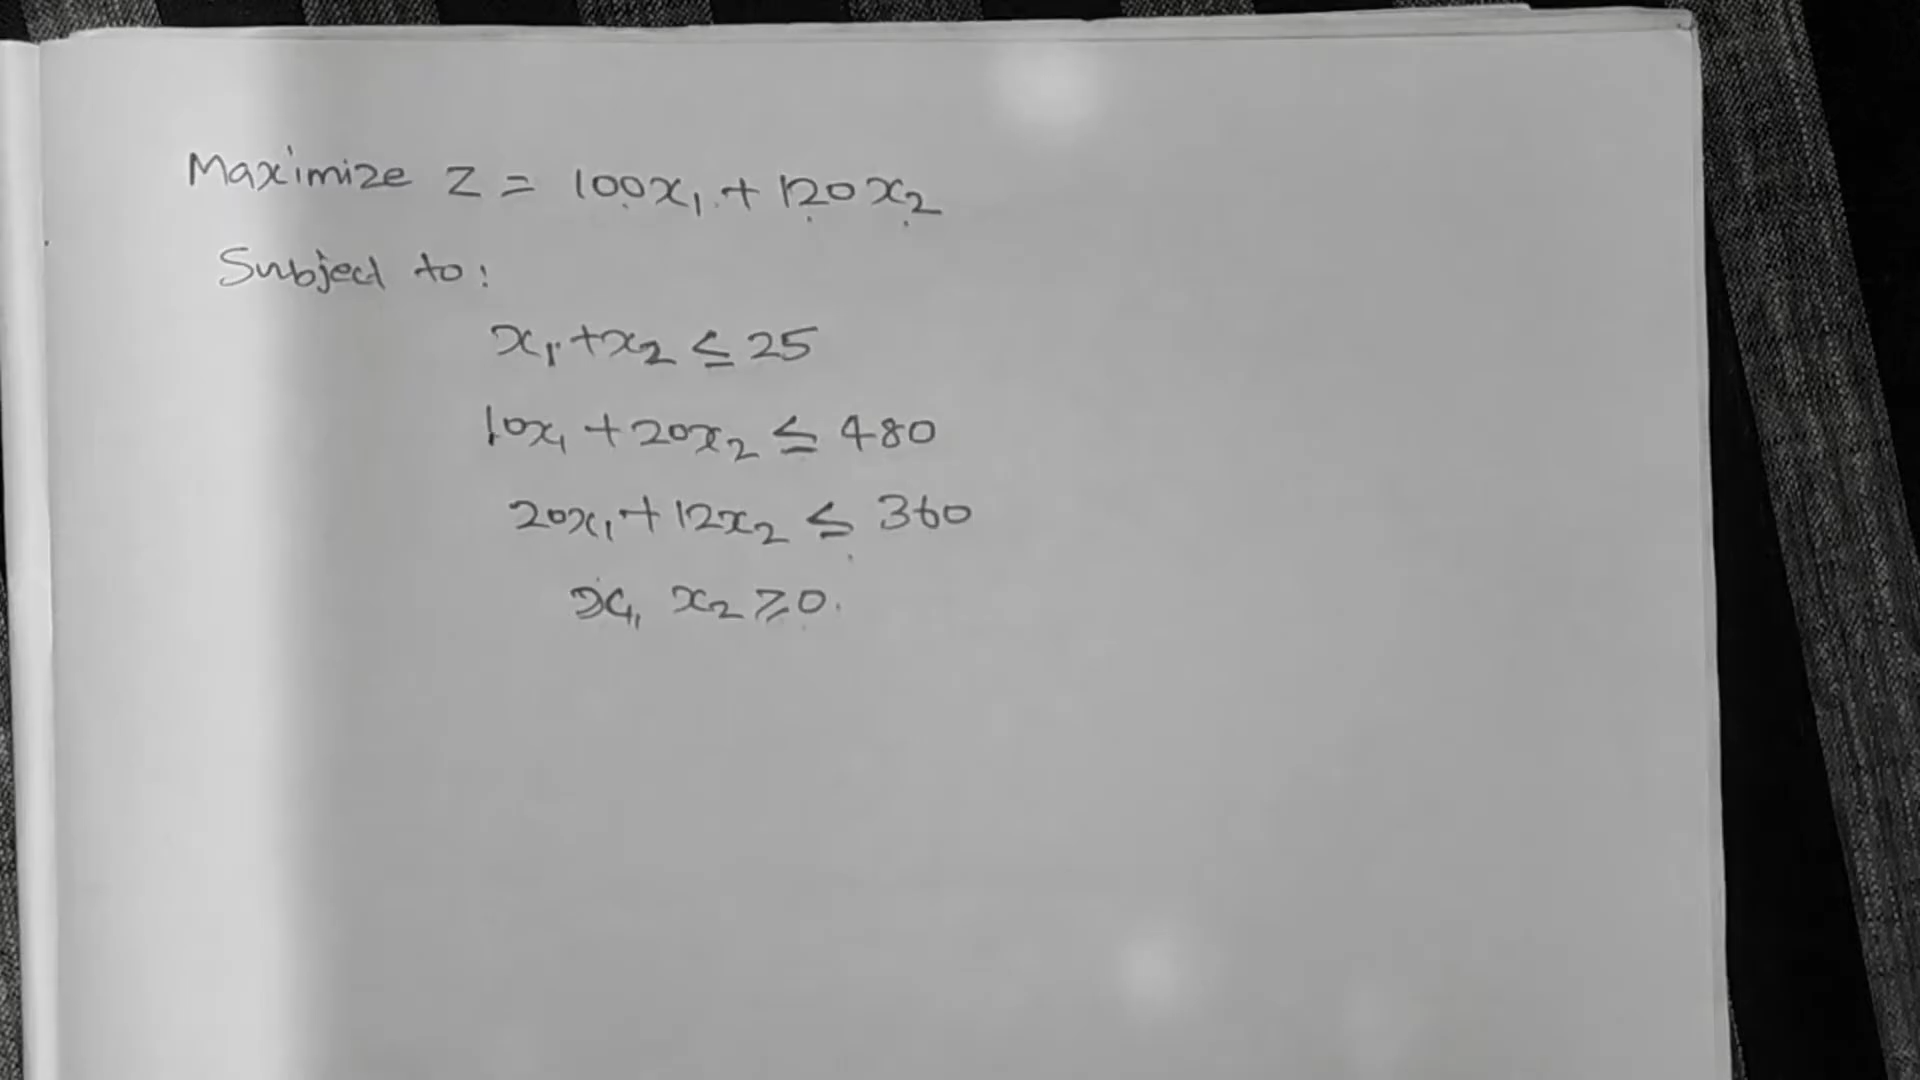 Maximize Z = 100x₁ + 120x₂
Subject to:
x₁ + x₂ ≤ 25
10x₁ + 20x₂ ≤ 480
20x₁ + 12x₂ ≤ 360
x₁, x₂ ≥ 0.